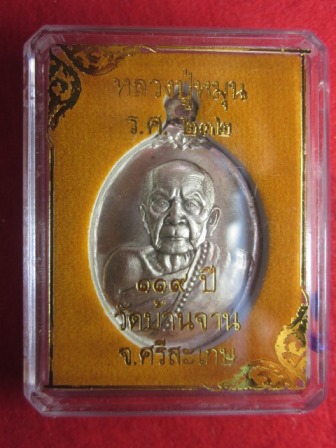 หลวงปู่หมุน
ร.ศ. ๒๓๒
๑๑๙ ปี
วัดบ้านจาน
จ.ศรีสะเกษ